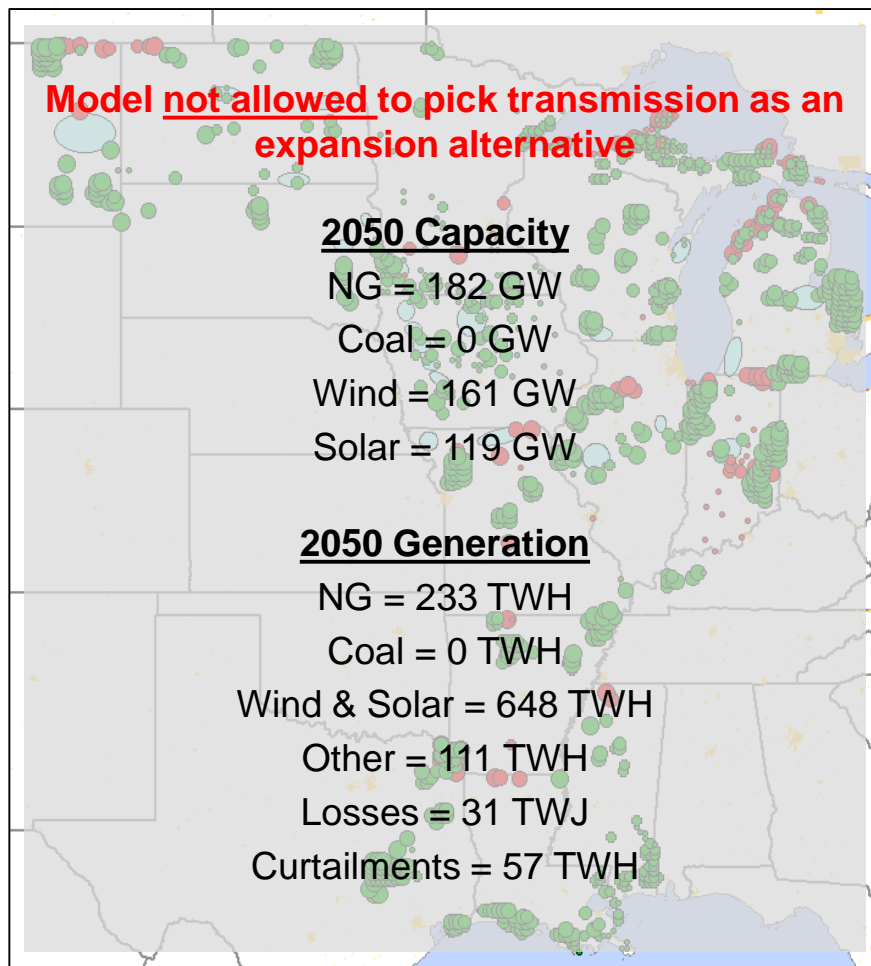 Model not allowed to pick transmission as an
expansion alternative
2050 Capacity
NG = 182 GW
Coal = 0 GW
Wind = 161 GW
Solar = 119 GW
2050 Generation
NG = 233 TWH
Coal = 0 TWH
Wind & Solar = 648 TWH
Other = 111 TWH
Losses = 31 TWJ
Curtailments = 57 TWH